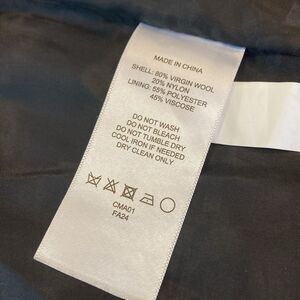 MADE IN CHINA
SHELL: 80% VIRGIN WOOL
20% NYLON
LINING: 55% POLYESTER
45% VISCOSE
DO NOT WASH
DO NOT BLEACH
DO NOT TUMBLE DRY
COOL IRON IF NEEDED
DRY CLEAN ONLY
CMA01
FA24